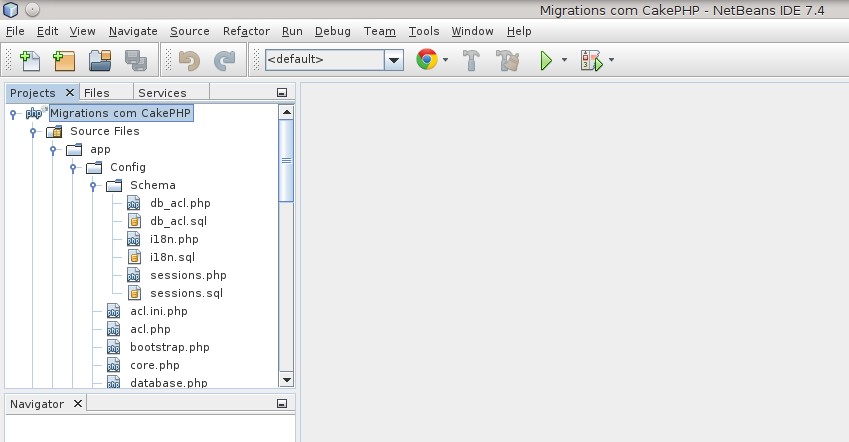 Migrations com CakePHP - NetBeans IDE 7.4
File Edit View Navigate Source Refactor Run Debug Team Tools Window Help
<default>
Projects X Files Services
php Migrations com CakePHP
Source Files
app
Config
Schema
db_acl.php
db_acl.sql
i18n.php
i18n.sql
sessions.php
sessions.sql
acl.ini.php
acl.php
bootstrap.php
core.php
database.php
Navigator X